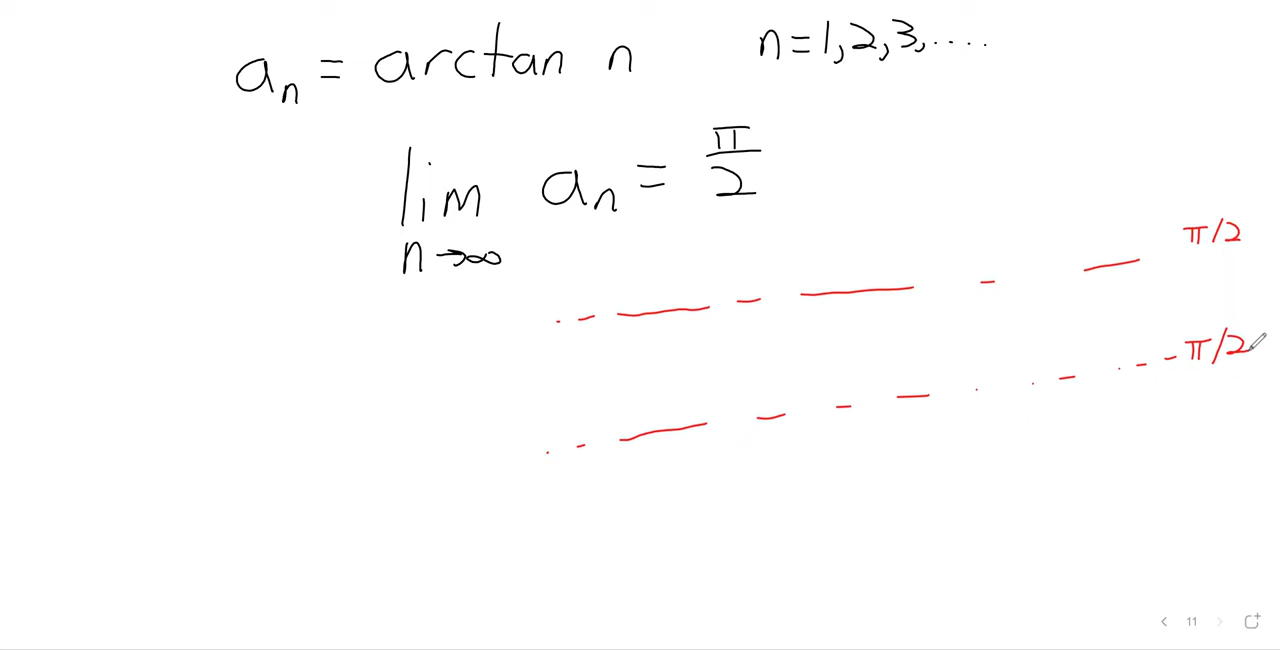 aₙ = arctan n n=1,2,3,....
lim aₙ = π/2
n→∞
π/2
-π/2
11